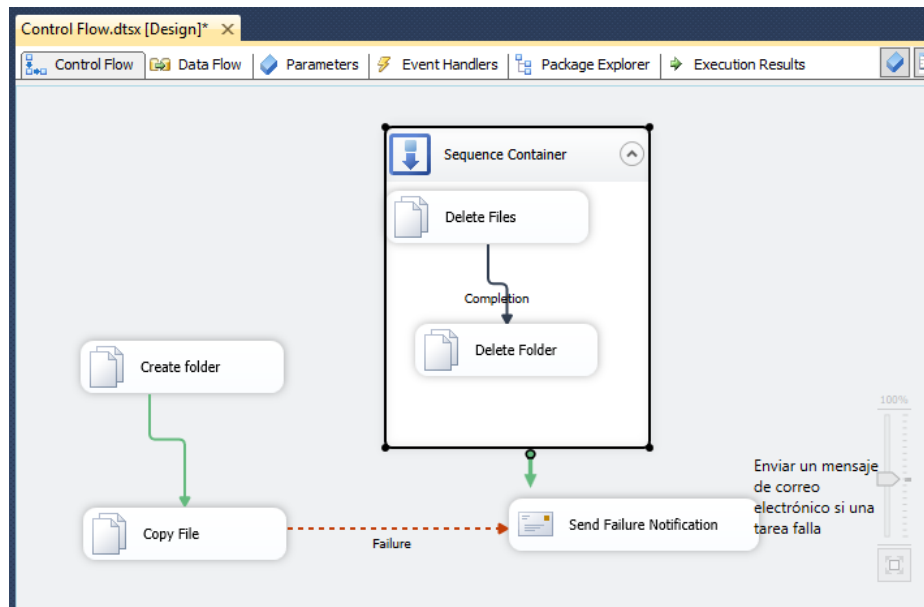 Control Flow.dtsx [Design]*
Control Flow
Data Flow
Parameters
Event Handlers
Package Explorer
Execution Results
Sequence Container
Delete Files
Completion
Delete Folder
Create folder
100%
Enviar un mensaje
de correo
electrónico si una
tarea falla
Copy File
Failure
Send Failure Notification